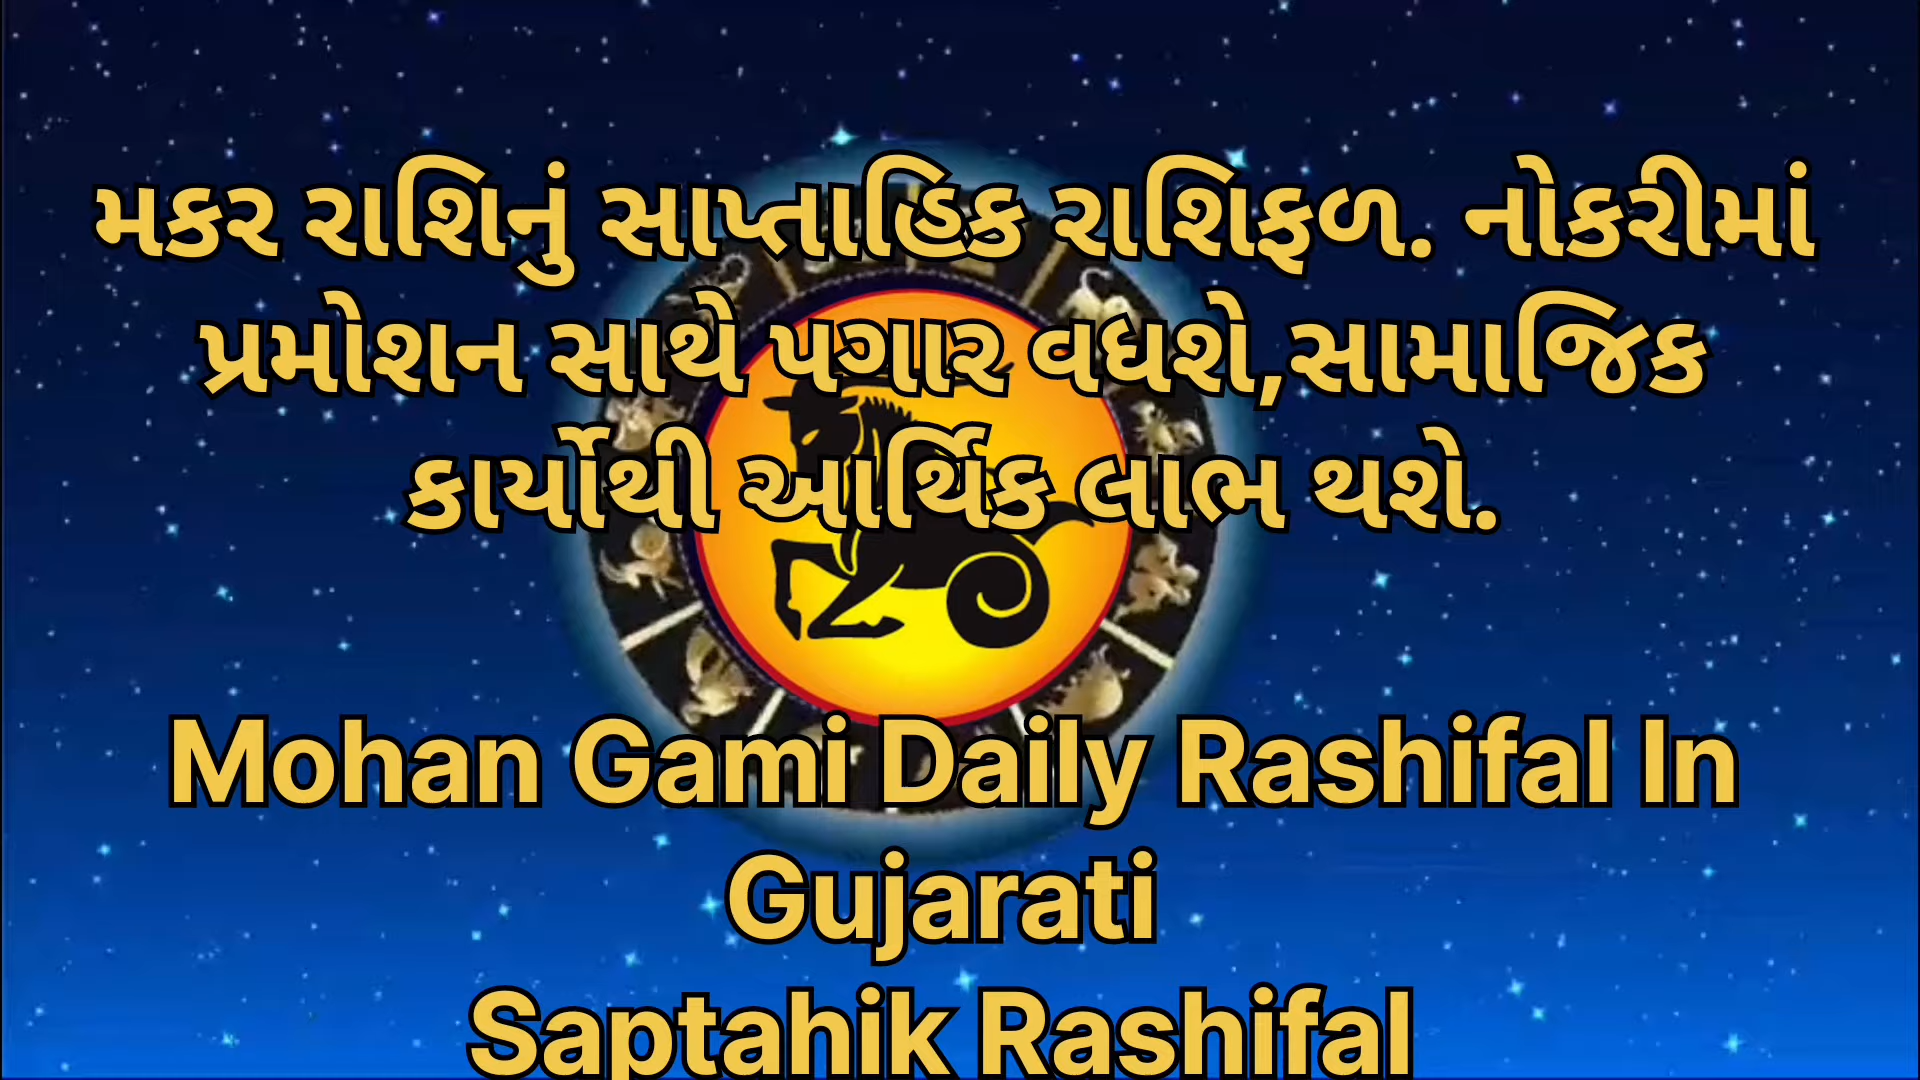 મકર રાશિનું સાપ્તાહિક રાશિફળ. નોકરીમાં
પ્રમોશન સાથે પગાર વધશે,સામાજિક
કાર્યોથી આર્થિક લાભ થશે.
Mohan Gami Daily Rashifal In
Gujarati
Saptahik Rashifal